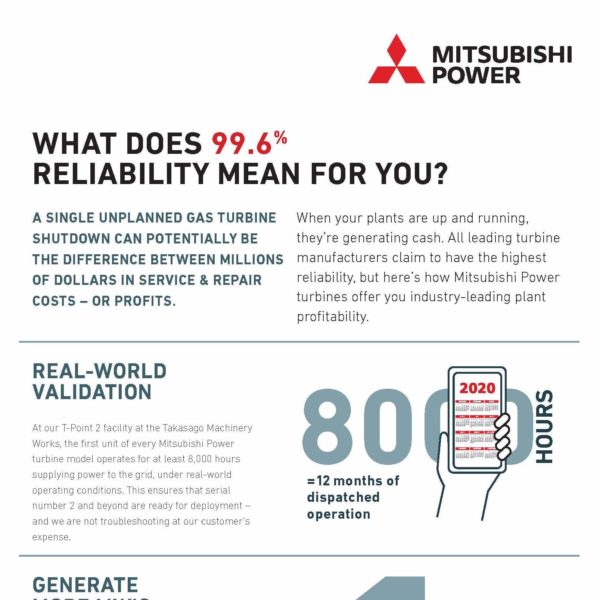 MITSUBISHI
POWER
WHAT DOES 99.6%
RELIABILITY MEAN FOR YOU?
A SINGLE UNPLANNED GAS TURBINE
SHUTDOWN CAN POTENTIALLY BE
THE DIFFERENCE BETWEEN MILLIONS
OF DOLLARS IN SERVICE & REPAIR
COSTS – OR PROFITS.
When your plants are up and running,
they're generating cash. All leading turbine
manufacturers claim to have the highest
reliability, but here's how Mitsubishi Power
turbines offer you industry-leading plant
profitability.
REAL-WORLD
VALIDATION
At our T-Point 2 facility at the Takasago Machinery
Works, the first unit of every Mitsubishi Power
turbine model operates for at least 8,000 hours
supplying power to the grid, under real-world
operating conditions. This ensures that serial
number 2 and beyond are ready for deployment –
and we are not troubleshooting at our customer's
expense.
8000
HOURS
2020
=12 months of
dispatched
operation
GENERATE